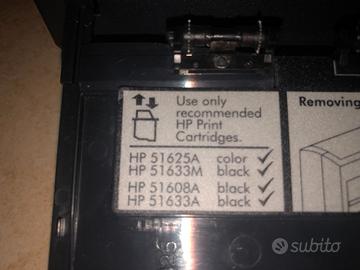 Use only
recommended
HP Print
Cartridges.
HP 51625A color ✓
HP 51633M black ✓
HP 51608A black ✓
HP 51633A black ✓
Removing
subito